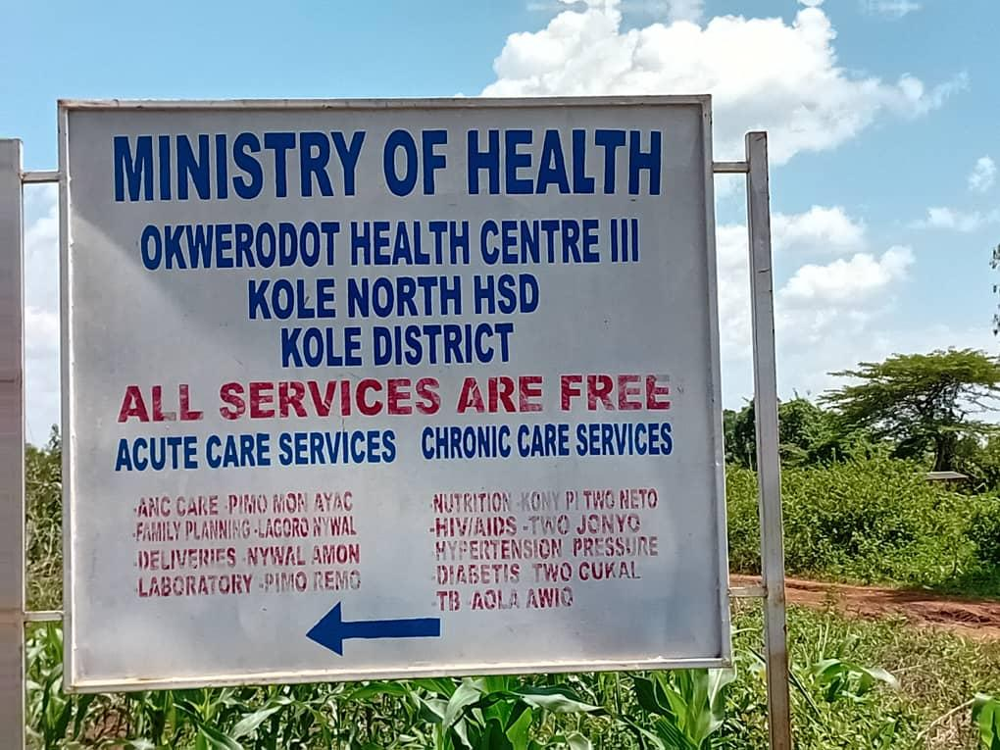 MINISTRY OF HEALTH
OKWERODOT HEALTH CENTRE III
KOLE NORTH HSD
KOLE DISTRICT
ALL SERVICES ARE FREE
ACUTE CARE SERVICES
-ANC CARE -PIMO MON AYAC
-FAMILY PLANNING -LAGORO NYWAL
-DELIVERIES -NYWAL AMON
-LABORATORY -PIMO REMO
CHRONIC CARE SERVICES
-NUTRITION -KONY PI TWO NETO
-HIV/AIDS -TWO JONYO
-HYPERTENSION PRESSURE
-DIABETIS TWO CUKAL
-TB -AOLA AWIO